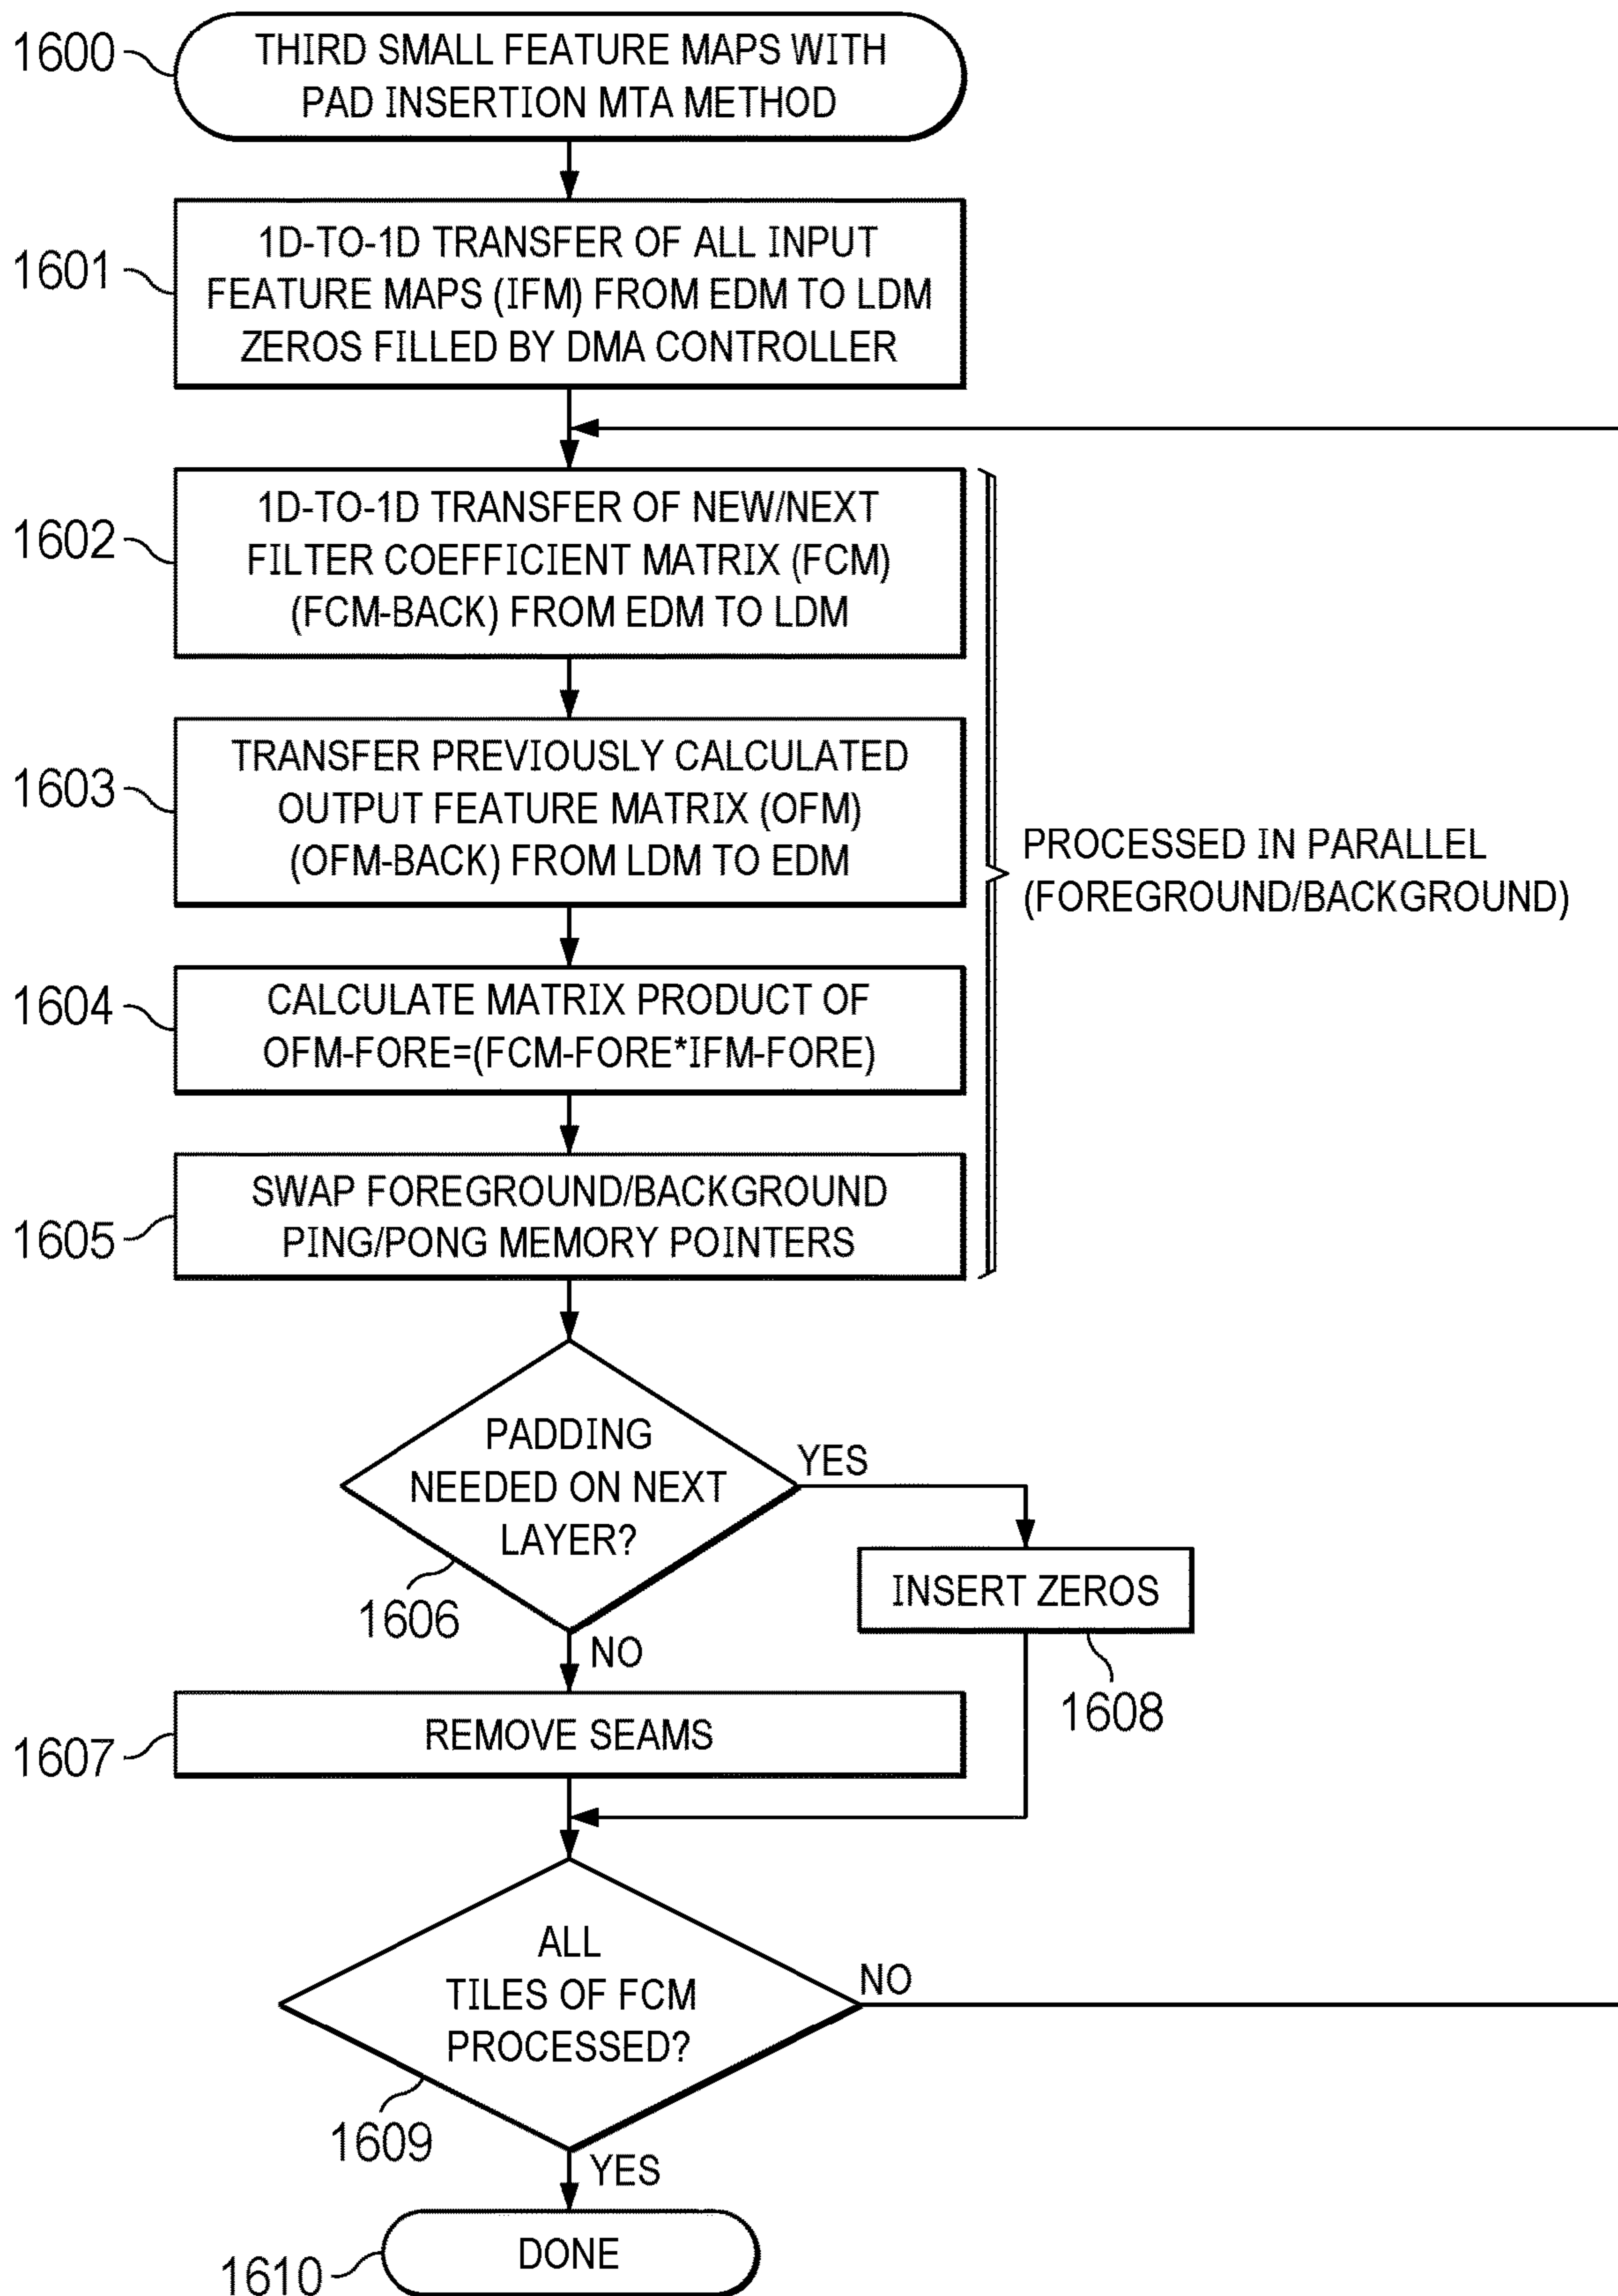 1600
THIRD SMALL FEATURE MAPS WITH
PAD INSERTION MTA METHOD
1601
1D-TO-1D TRANSFER OF ALL INPUT
FEATURE MAPS (IFM) FROM EDM TO LDM
ZEROS FILLED BY DMA CONTROLLER
1602
1D-TO-1D TRANSFER OF NEW/NEXT
FILTER COEFFICIENT MATRIX (FCM)
(FCM-BACK) FROM EDM TO LDM
1603
TRANSFER PREVIOUSLY CALCULATED
OUTPUT FEATURE MATRIX (OFM)
(OFM-BACK) FROM LDM TO EDM
PROCESSED IN PARALLEL
(FOREGROUND/BACKGROUND)
1604
CALCULATE MATRIX PRODUCT OF
OFM-FORE=(FCM-FORE*IFM-FORE)
1605
SWAP FOREGROUND/BACKGROUND
PING/PONG MEMORY POINTERS
PADDING
NEEDED ON NEXT
LAYER?
YES
1606
NO
INSERT ZEROS
1608
1607
REMOVE SEAMS
ALL
TILES OF FCM
PROCESSED?
NO
1609
YES
1610
DONE